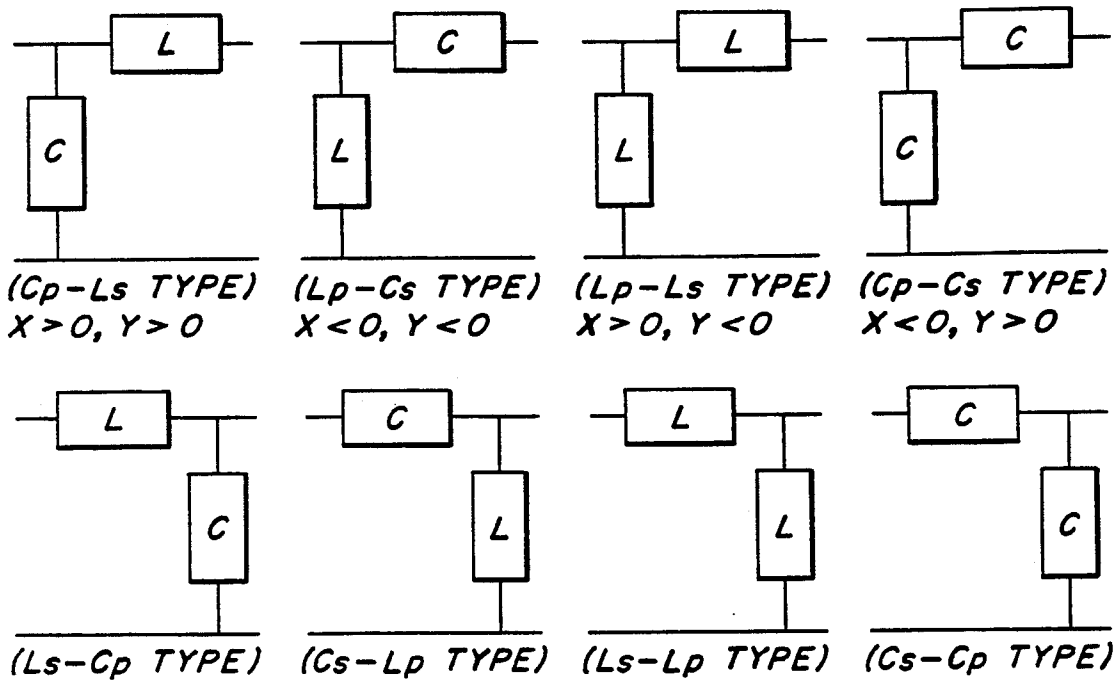 L
C
L
C
C
L
L
C
(Cp-Ls TYPE)
X>0, Y>0
(Lp-Cs TYPE)
X<0, Y<0
(Lp-Ls TYPE)
X>0, Y<0
(Cp-Cs TYPE)
X<0, Y>0
L
C
L
C
C
L
L
C
(Ls-Cp TYPE)
(Cs-Lp TYPE)
(Ls-Lp TYPE)
(Cs-Cp TYPE)